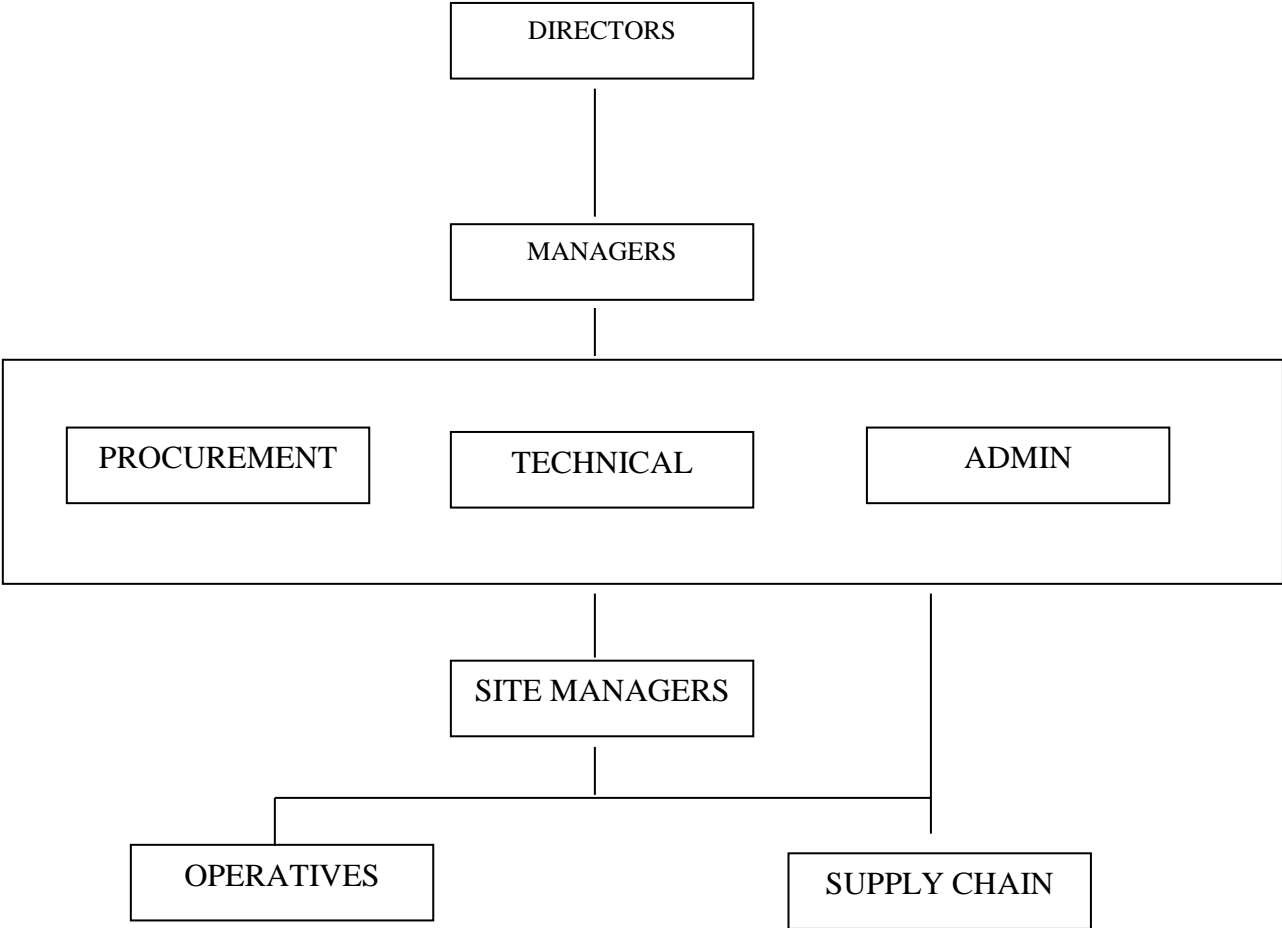 DIRECTORS
MANAGERS
PROCUREMENT
TECHNICAL
ADMIN
SITE MANAGERS
OPERATIVES
SUPPLY CHAIN